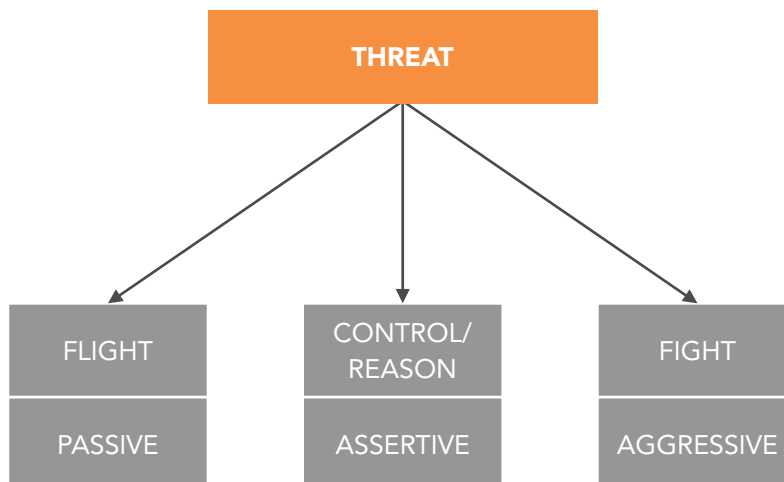 THREAT
FLIGHT
CONTROL/
REASON
FIGHT
PASSIVE
ASSERTIVE
AGGRESSIVE